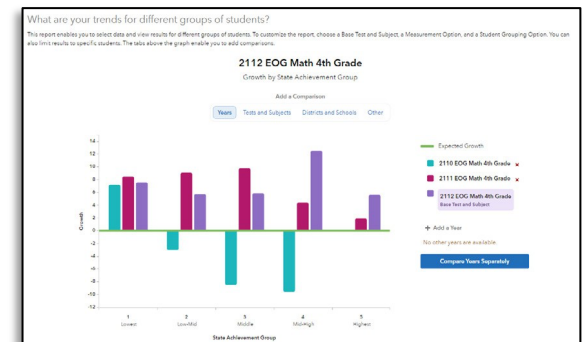 What are your trends for different groups of students?
This report enables you to select data and view results for different groups of students. To customize the report, choose a Base Test and Subject, a Measurement Option, and a Student Grouping Option. You can
also limit results to specific students. The tabs above the graph enable you to add comparisons.
2112 EOG Math 4th Grade
Growth by State Achievement Group
Add a Comparison
Years Tests and Subjects Districts and Schools Other
14
12
10
8
6
4
2
0
-2
-4
-6
-8
-10
-12
Growth
1 2 3 4 5
Lowest Low-Mid Middle Mid-High Highest
State Achievement Group
Expected Growth
2110 EOG Math 4th Grade x
2111 EOG Math 4th Grade x
2112 EOG Math 4th Grade
Base Test and Subject
+ Add a Year
No other years are available.
Compare Years Separately